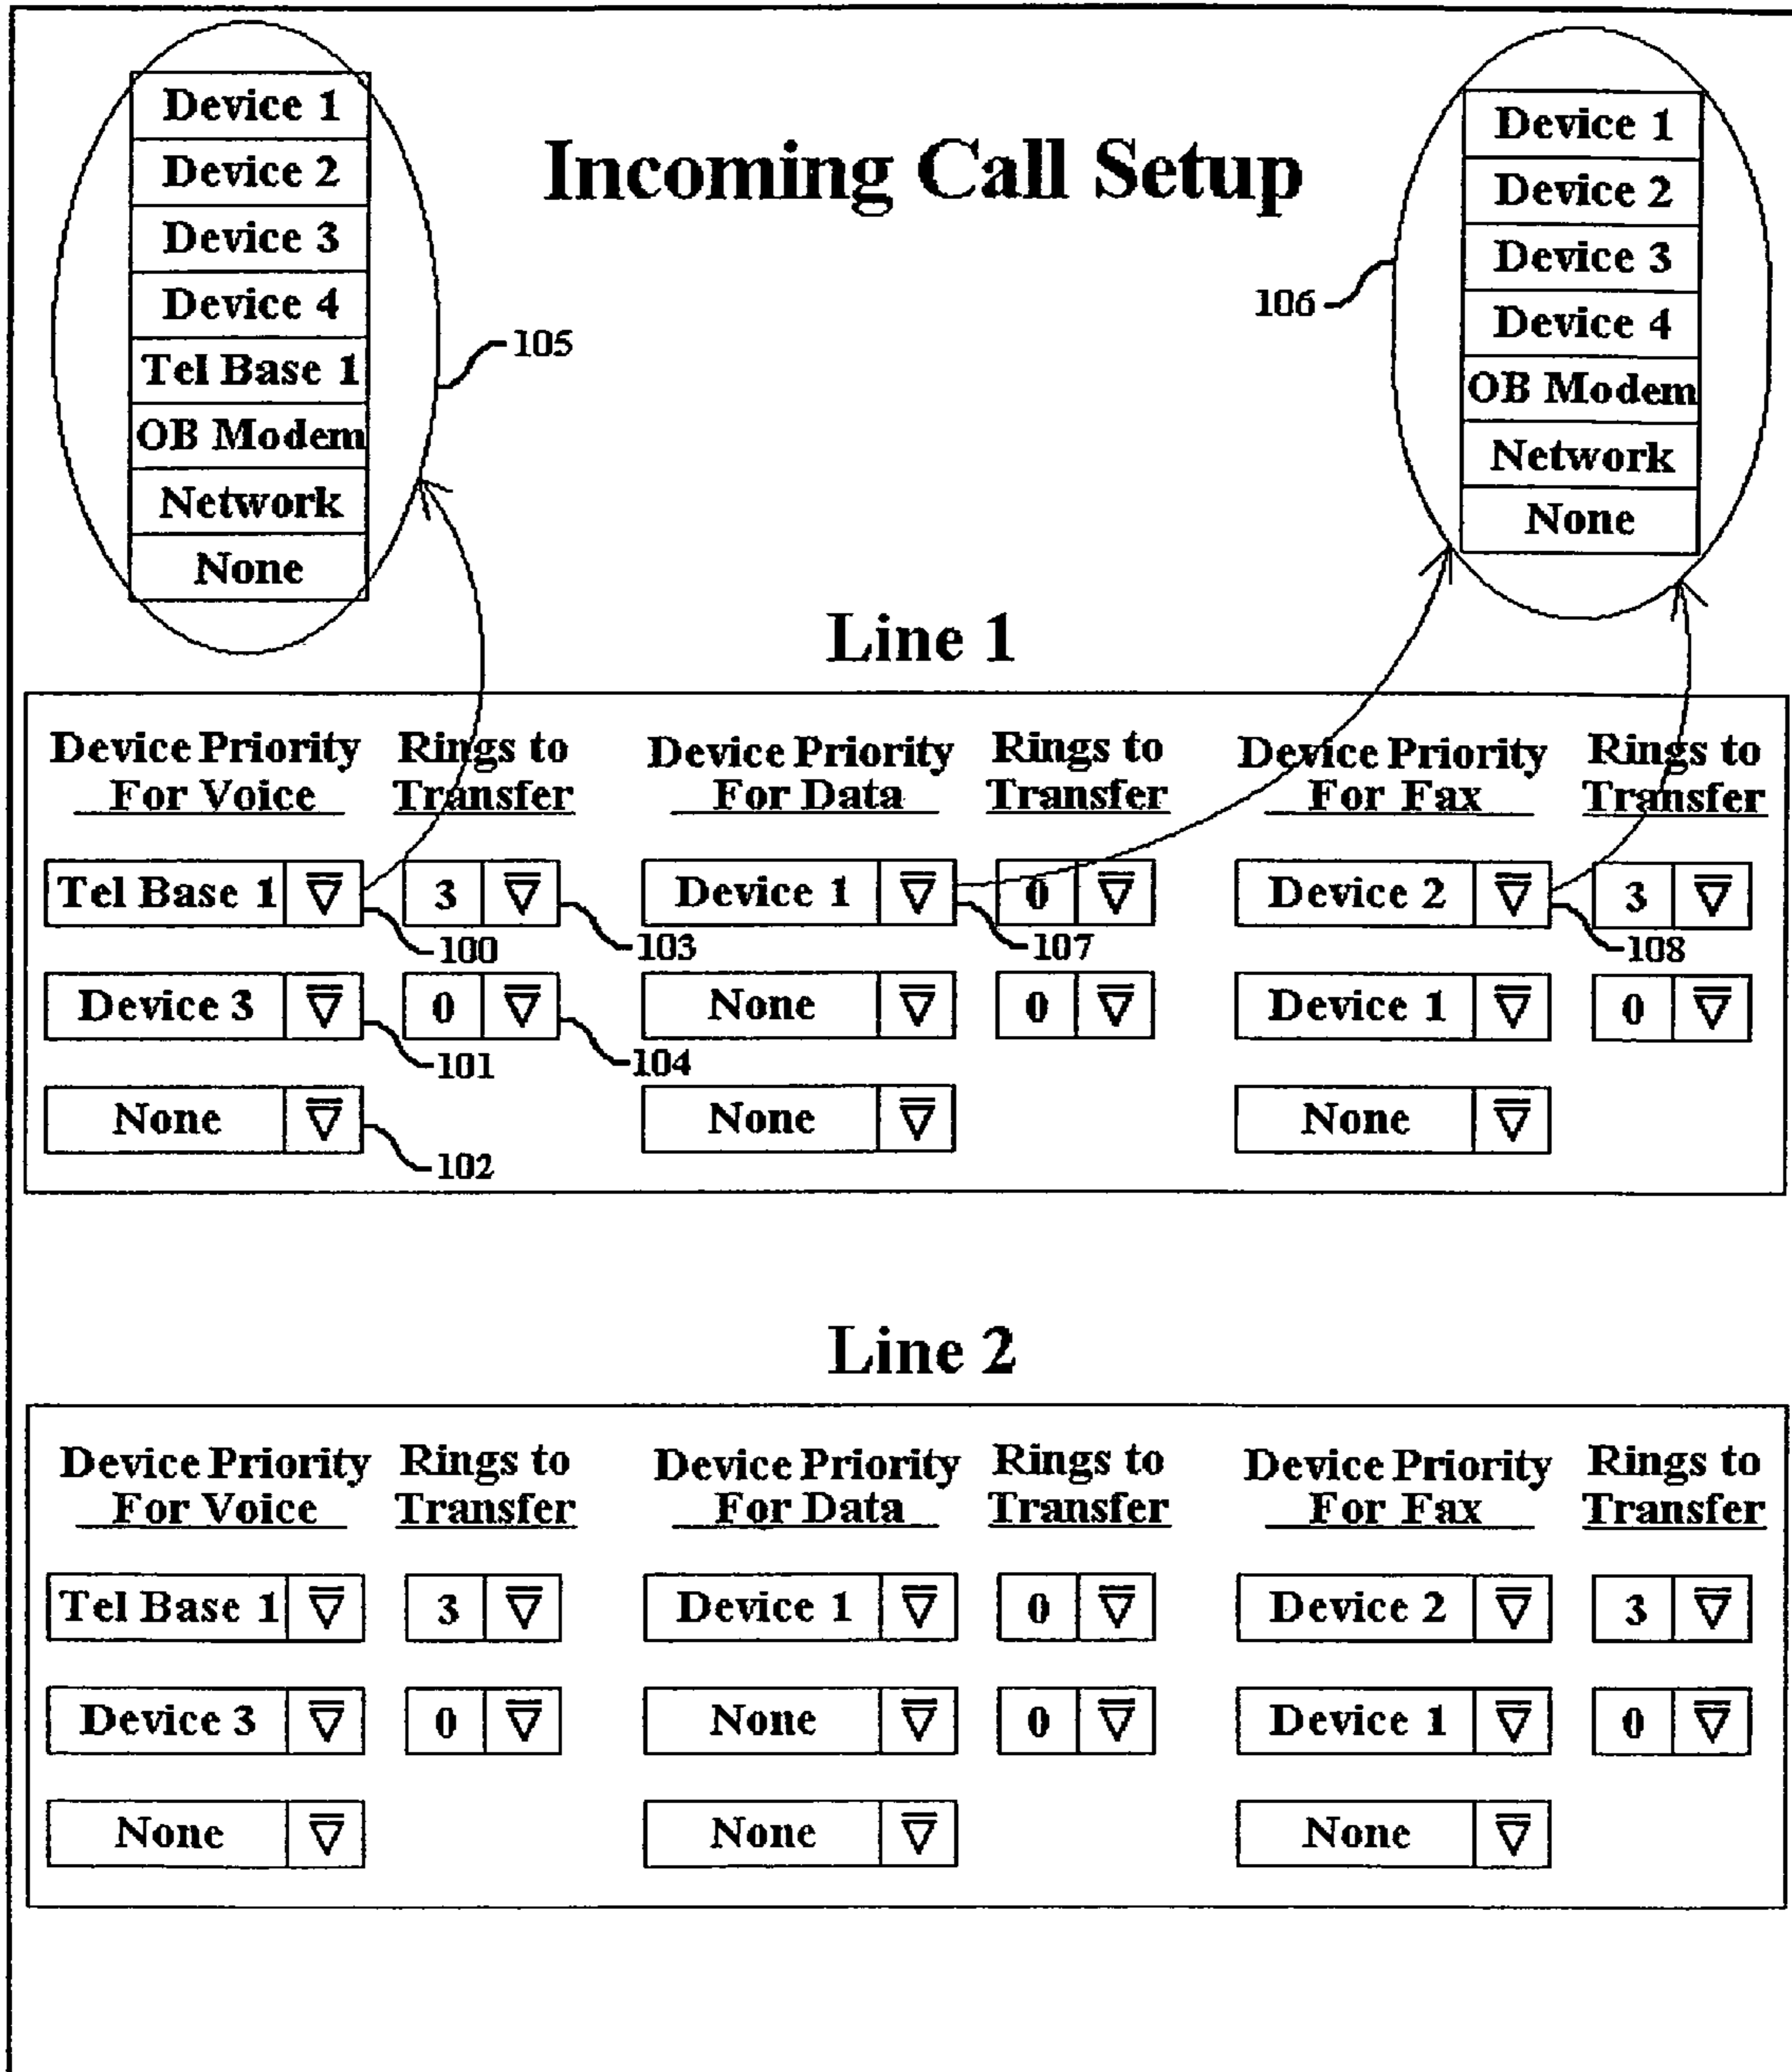 Incoming Call Setup
Device 1
Device 2
Device 3
Device 4
Tel Base 1
OB Modem
Network
None
105
Device 1
Device 2
Device 3
Device 4
OB Modem
Network
None
106
Line 1
Device Priority For Voice
Rings to Transfer
Device Priority For Data
Rings to Transfer
Device Priority For Fax
Rings to Transfer
Tel Base 1 3 Device 1 0 Device 2 3
100 103 107 108
Device 3 0 None 0 Device 1 0
101 104
None None None
102
Line 2
Device Priority For Voice
Rings to Transfer
Device Priority For Data
Rings to Transfer
Device Priority For Fax
Rings to Transfer
Tel Base 1 3 Device 1 0 Device 2 3
Device 3 0 None 0 Device 1 0
None None None